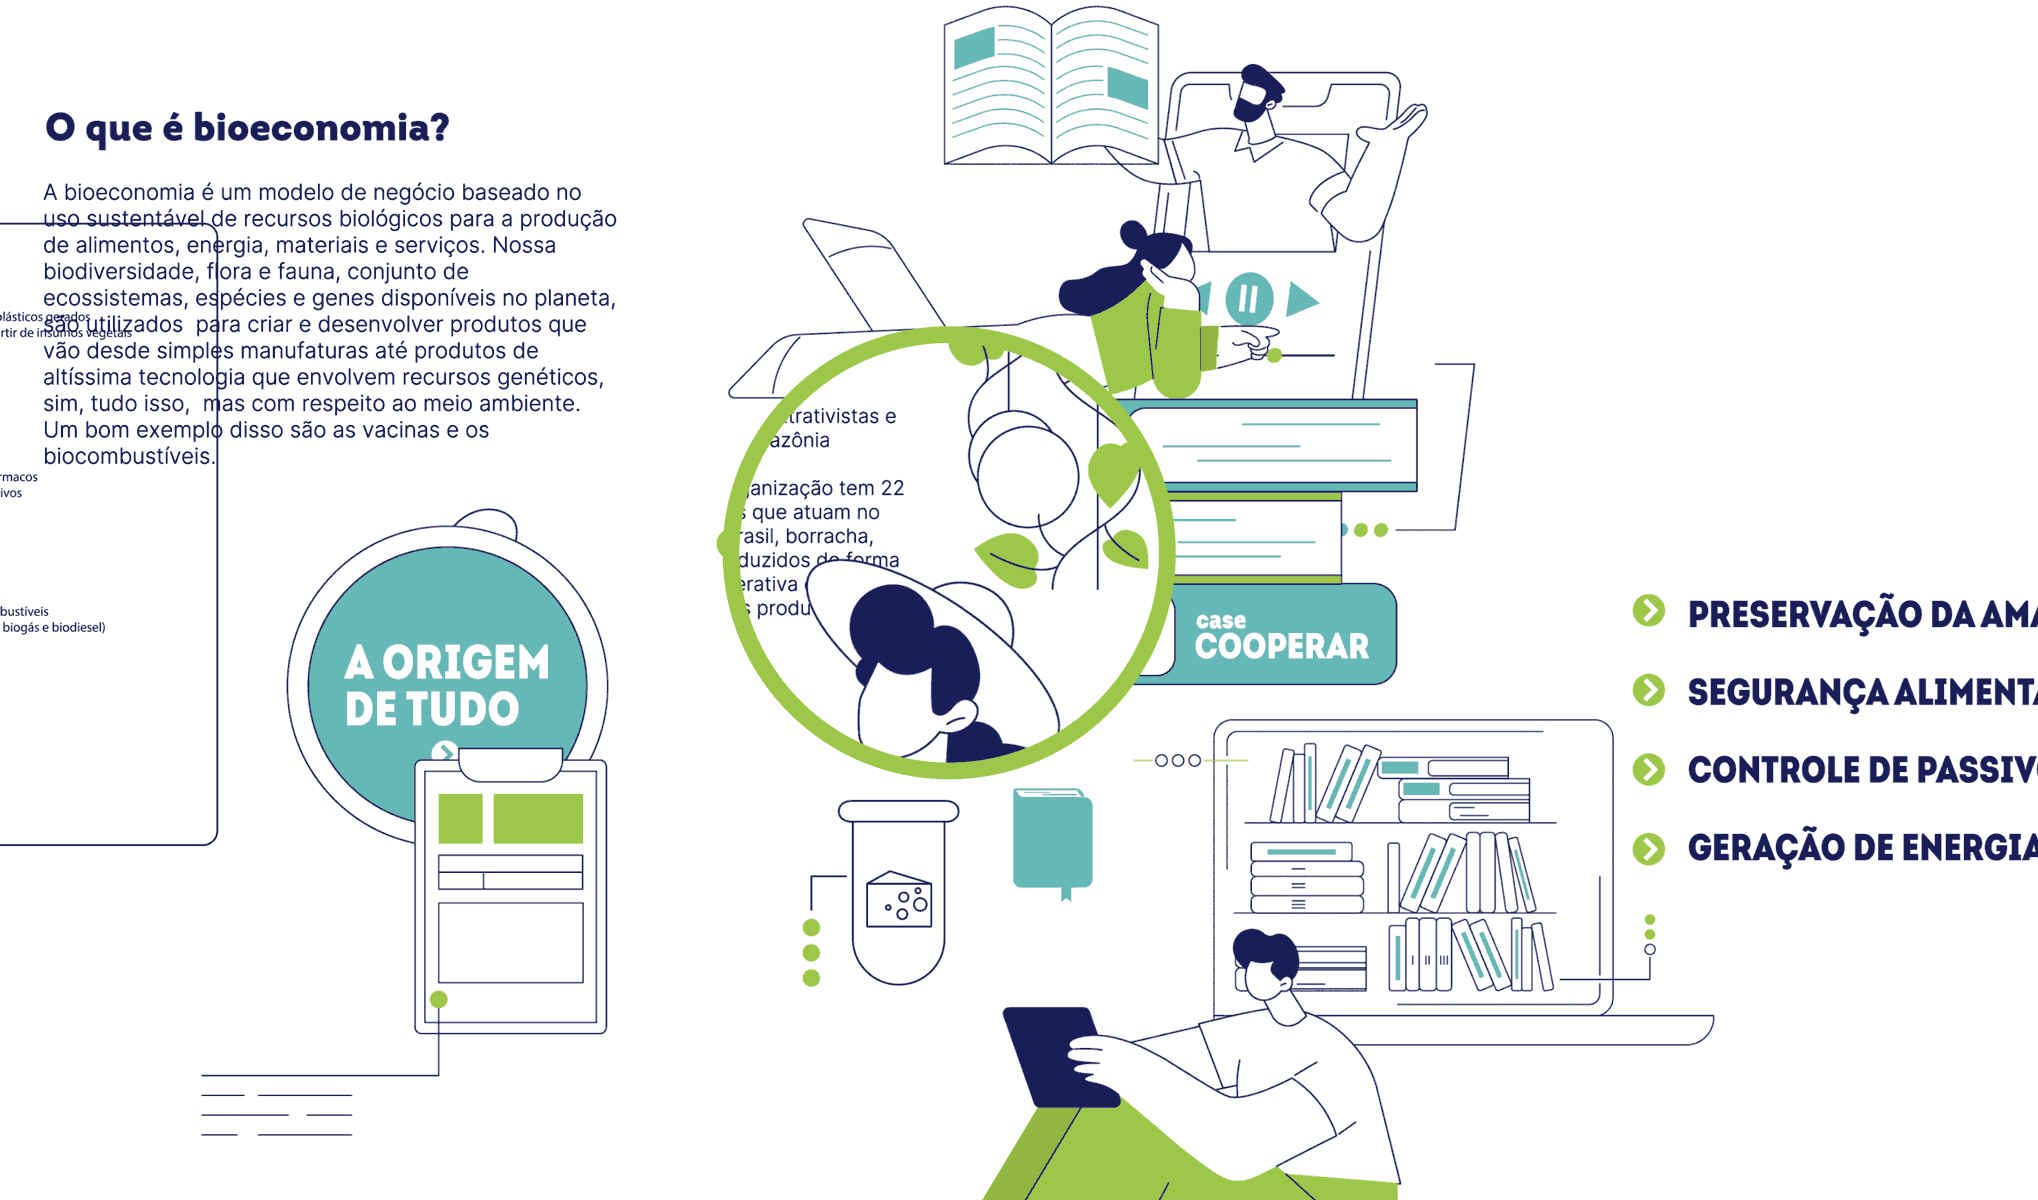 O que é bioeconomia?
A bioeconomia é um modelo de negócio baseado no
uso sustentável de recursos biológicos para a produção
de alimentos, energia, materiais e serviços. Nossa
biodiversidade, flora e fauna, conjunto de
ecossistemas, espécies e genes disponíveis no planeta,
são utilizados para criar e desenvolver produtos que
vão desde simples manufaturas até produtos de
altíssima tecnologia que envolvem recursos genéticos,
sim, tudo isso, mas com respeito ao meio ambiente.
Um bom exemplo disso são as vacinas e os
biocombustíveis.
lásticos gerados
rtir de insumos vegetais
rmacos
ivos
bustíveis
biogás e biodiesel)
A ORIGEM
DE TUDO
trativistas e
azônia
anização tem 22
s que atuam no
rasil, borracha,
duzidos de forma
erativa
s produ
case
COOPERAR
PRESERVAÇÃO DA AMA
SEGURANÇA ALIMENTA
CONTROLE DE PASSIVO
GERAÇÃO DE ENERGIA